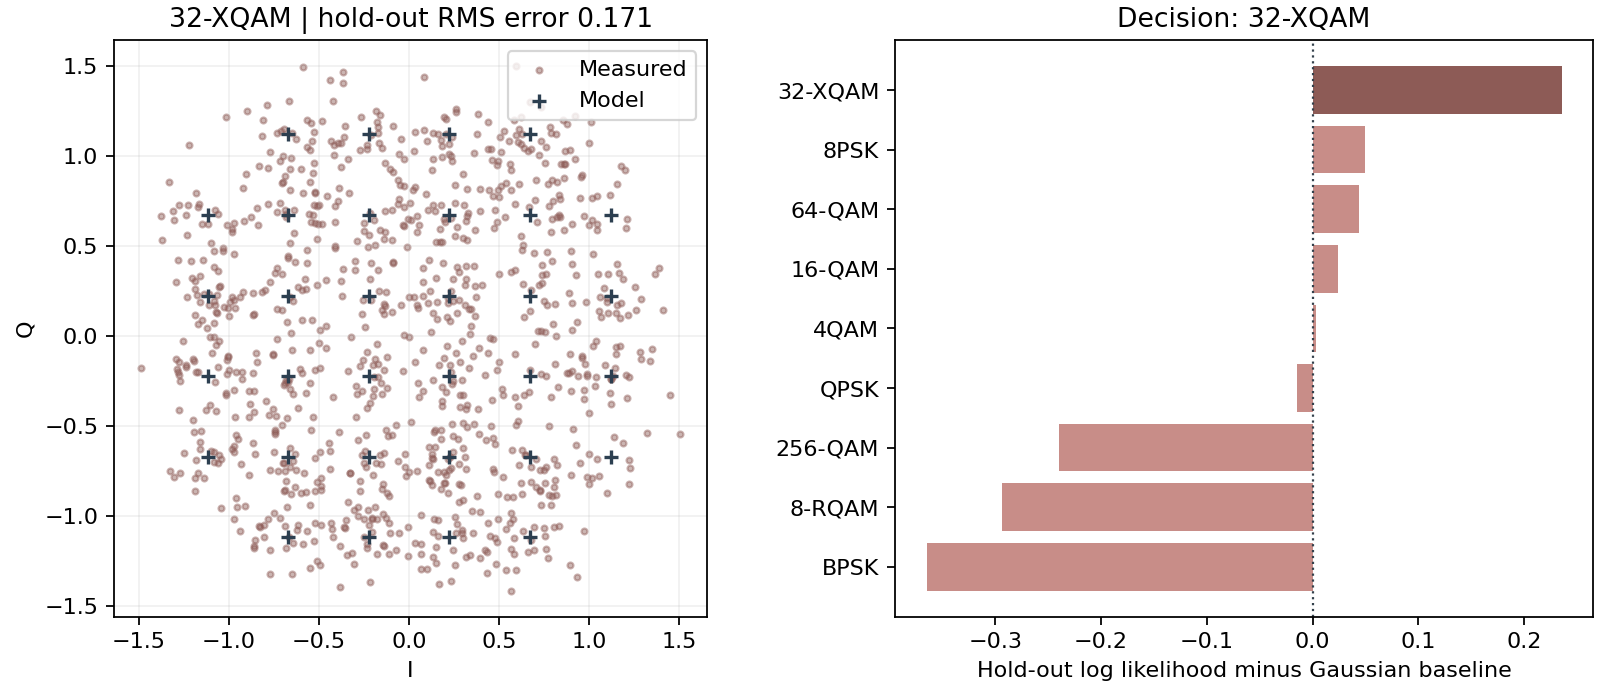 32-XQAM | hold-out RMS error 0.171
Measured
Model
1.5
1.0
0.5
0.0
−0.5
−1.0
−1.5
Q
−1.5 −1.0 −0.5 0.0 0.5 1.0 1.5
I
Decision: 32-XQAM
32-XQAM
8PSK
64-QAM
16-QAM
4QAM
QPSK
256-QAM
8-RQAM
BPSK
−0.3 −0.2 −0.1 0.0 0.1 0.2
Hold-out log likelihood minus Gaussian baseline